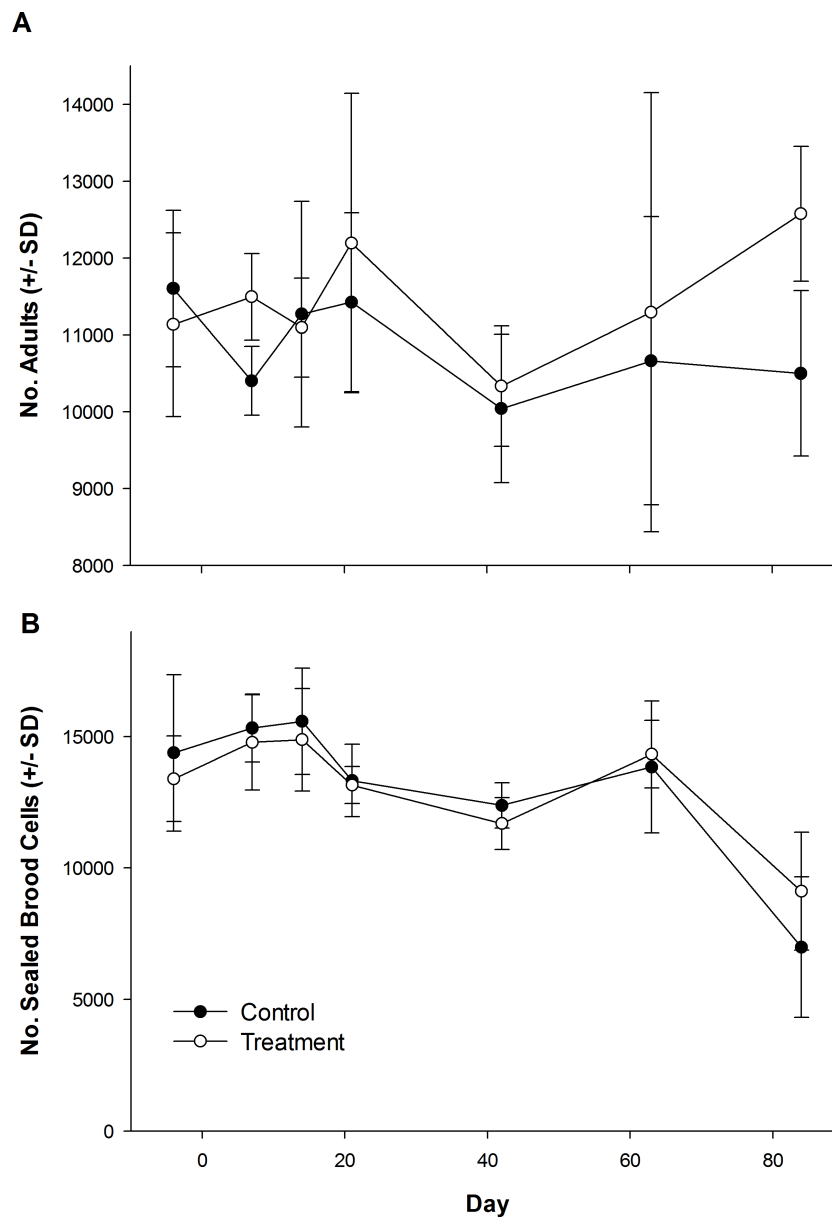 A
14000
13000
12000
11000
10000
9000
8000
No. Adults (+/- SD)
B
15000
10000
5000
0
No. Sealed Brood Cells (+/- SD)
Control
Treatment
0 20 40 60 80
Day